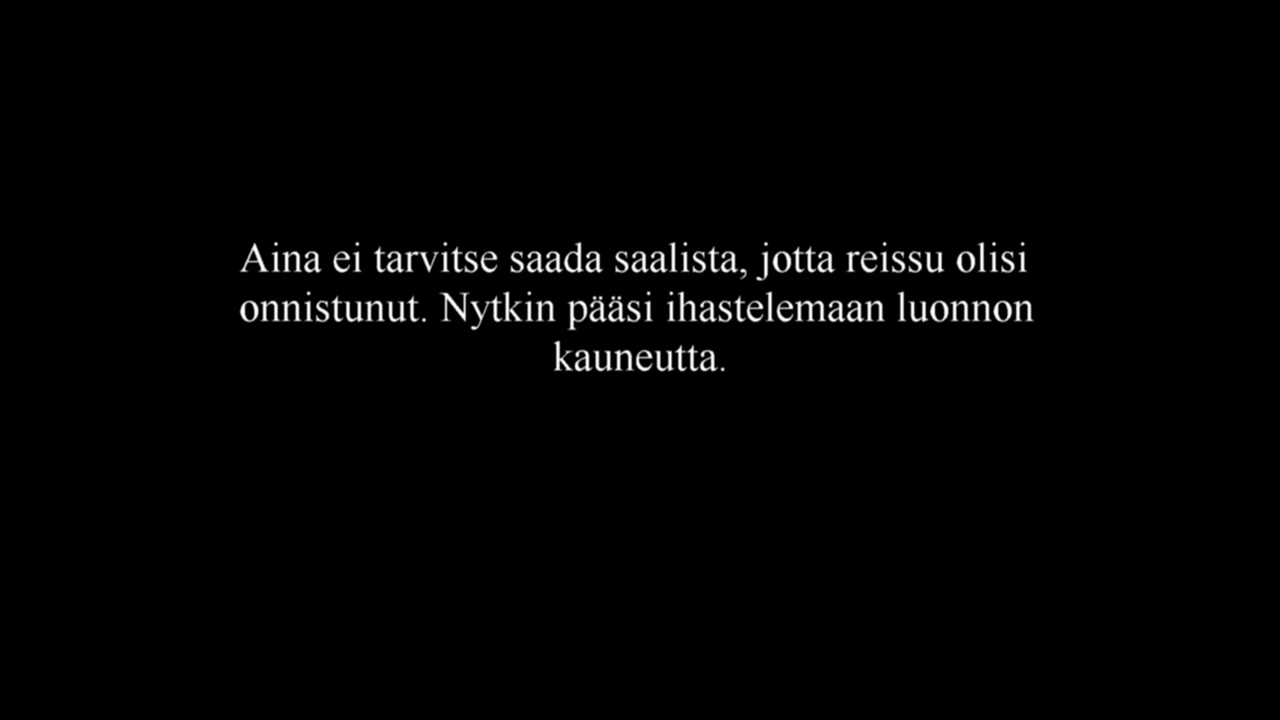 Aina ei tarvitse saada saalista, jotta reissu olisi
onnistunut. Nytkin pääsi ihastelemaan luonnon
kauneutta.